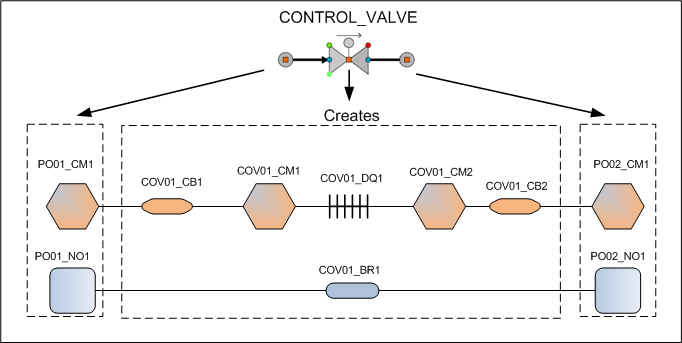 CONTROL_VALVE
Creates
PO01_CM1
COV01_CB1
COV01_CM1
COV01_DQ1
COV01_CM2
COV01_CB2
PO02_CM1
PO01_NO1
COV01_BR1
PO02_NO1